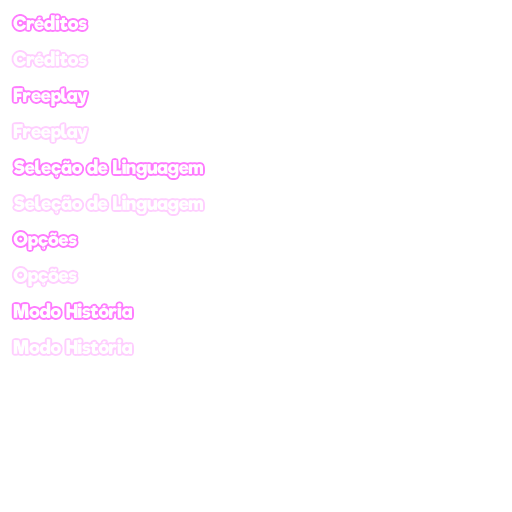 Créditos
Créditos
Freeplay
Freeplay
Seleção de Linguagem
Seleção de Linguagem
Opções
Opções
Modo História
Modo História